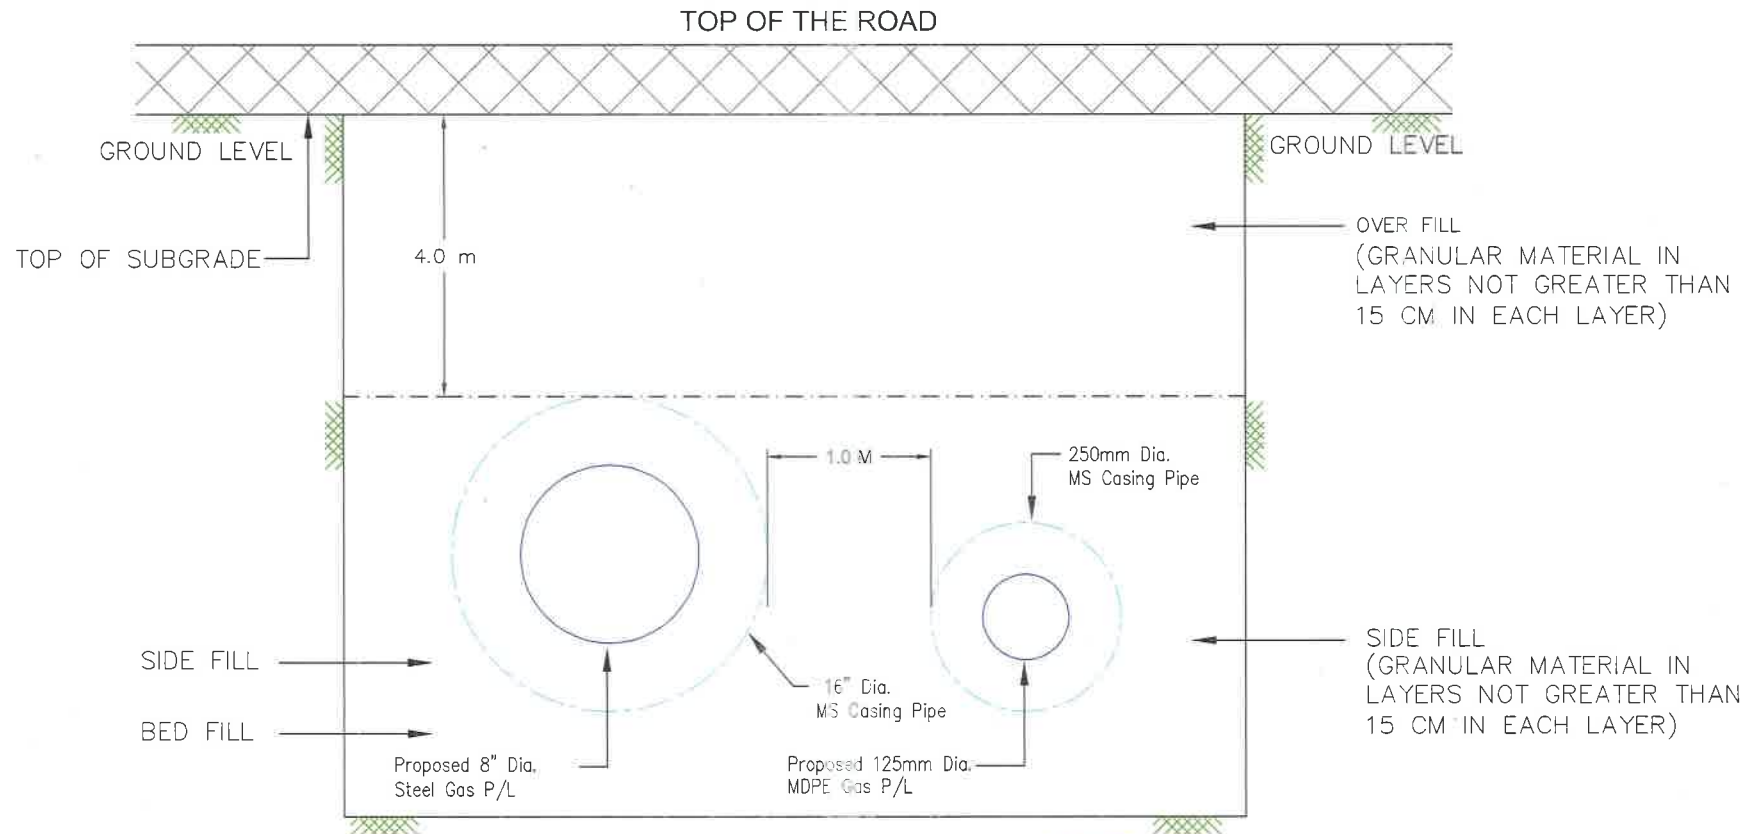 TOP OF THE ROAD
GROUND LEVEL
GROUND LEVEL
TOP OF SUBGRADE
4.0 m
OVER FILL
(GRANULAR MATERIAL IN
LAYERS NOT GREATER THAN
15 CM IN EACH LAYER)
1.0 M
250mm Dia.
MS Casing Pipe
SIDE FILL
BED FILL
16" Dia.
MS Casing Pipe
Proposed 8" Dia.
Steel Gas P/L
Proposed 125mm Dia.
MDPE Gas P/L
SIDE FILL
(GRANULAR MATERIAL IN
LAYERS NOT GREATER THAN
15 CM IN EACH LAYER)